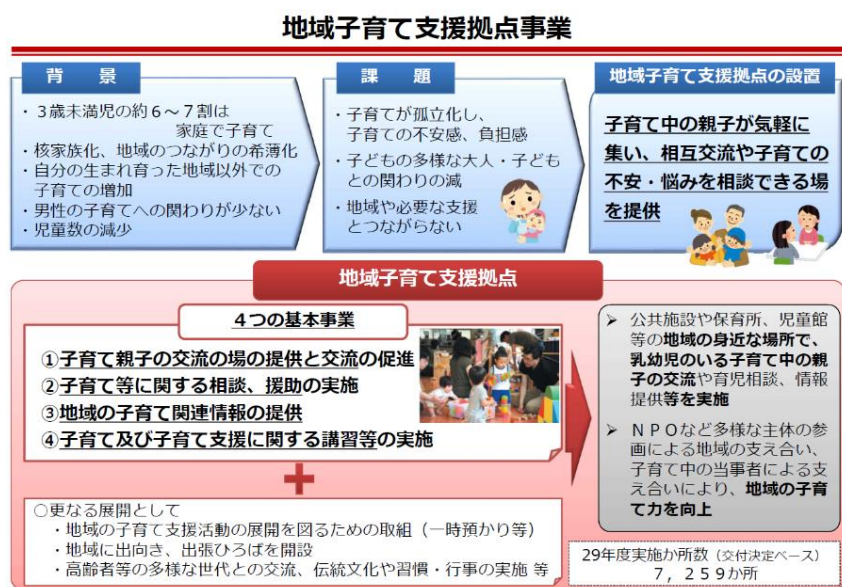 地域子育て支援拠点事業
背　景
・３歳未満児の約６～７割は
家庭で子育て
・核家族化、地域のつながりの希薄化
・自分の生まれ育った地域以外での
子育ての増加
・男性の子育てへの関わりが少ない
・児童数の減少
課　題
・子育てが孤立化し、
子育ての不安感、負担感
・子どもの多様な大人・子ども
との関わりの減
・地域や必要な支援
とつながらない
地域子育て支援拠点の設置
子育て中の親子が気軽に
集い、相互交流や子育ての
不安・悩みを相談できる場
を提供
地域子育て支援拠点
４つの基本事業
①子育て親子の交流の場の提供と交流の促進
②子育て等に関する相談、援助の実施
③地域の子育て関連情報の提供
④子育て及び子育て支援に関する講習等の実施
＋
○更なる展開として
・地域の子育て支援活動の展開を図るための取組（一時預かり等）
・地域に出向き、出張ひろばを開設
・高齢者等の多様な世代との交流、伝統文化や習慣・行事の実施 等
➢ 公共施設や保育所、児童館
等の地域の身近な場所で、
乳幼児のいる子育て中の親
子の交流や育児相談、情報
提供等を実施
➢ ＮＰＯなど多様な主体の参
画による地域の支え合い、
子育て中の当事者による支
え合いにより、地域の子育
て力を向上
29年度実施か所数（交付決定ベース）
７，２５９か所